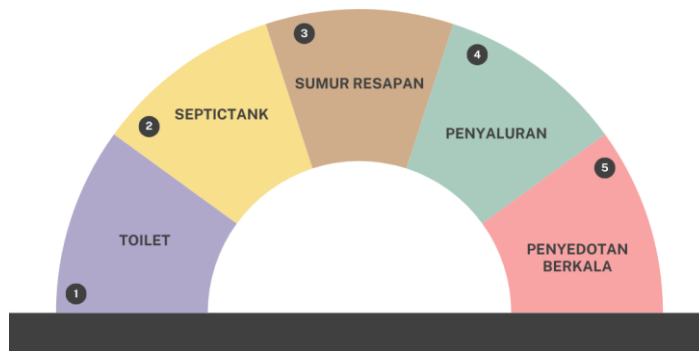 1
TOILET
2
SEPTICTANK
3
SUMUR RESAPAN
4
PENYALURAN
5
PENYEDOTAN
BERKALA